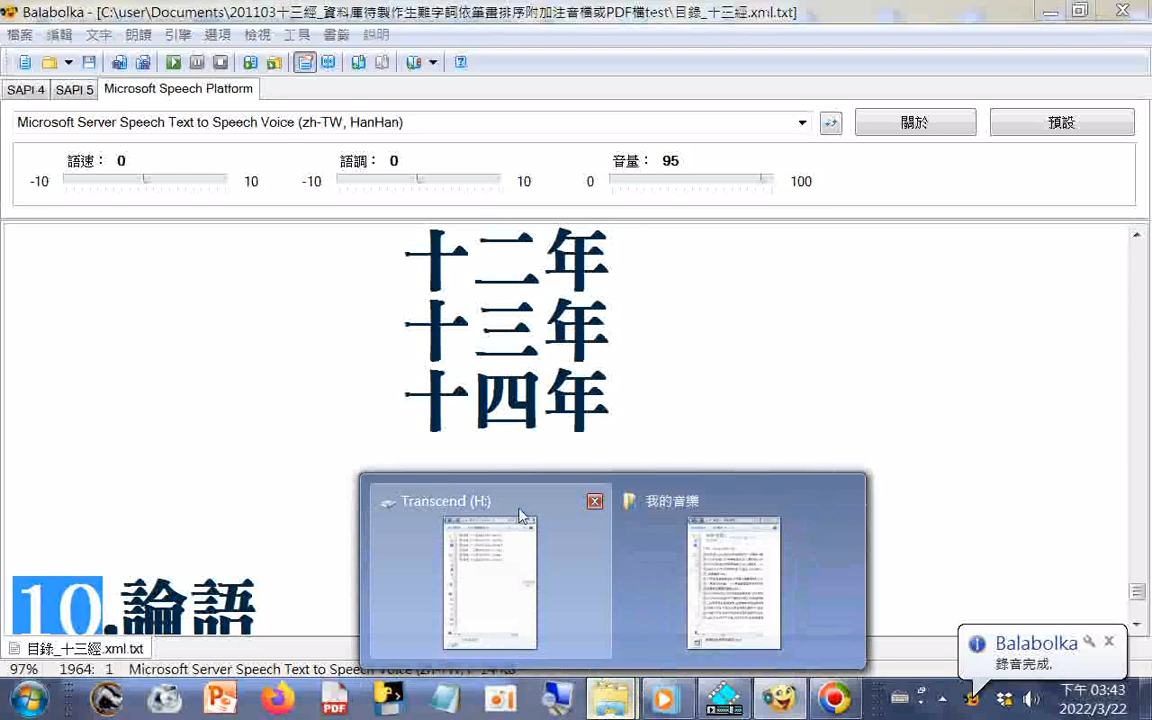 Balabolka - [C:\user\Documents\201103十三經_資料庫待製作生難字詞依筆畫排序附加注音檔或PDF檔test\目錄_十三經.xml.txt]
檔案 編輯 文字 朗讀 引擎 選項 檢視 工具 書籤 說明
SAPI 4 SAPI 5 Microsoft Speech Platform
Microsoft Server Speech Text to Speech Voice (zh-TW, HanHan) 關於 預設
語速： 0 語調： 0 音量： 95
-10 10 -10 10 0 100
十二年
十三年
十四年
Transcend (H:) 我的音樂
10.論語
Balabolka
錄音完成.
目錄_十三經.xml.txt
97% 1964: 1 Microsoft Server Speech Text to Speech
PDF
下午 03:43
2022/3/22